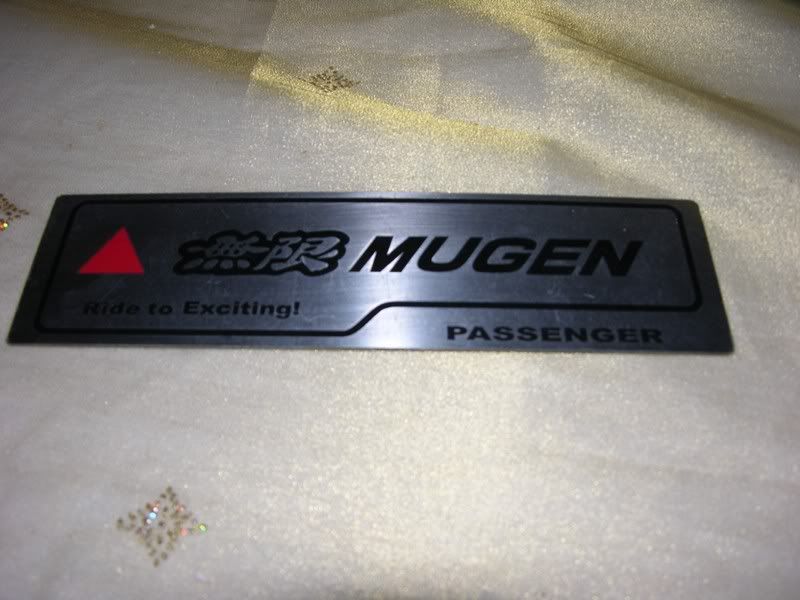 無限 MUGEN
Ride to Exciting!
PASSENGER